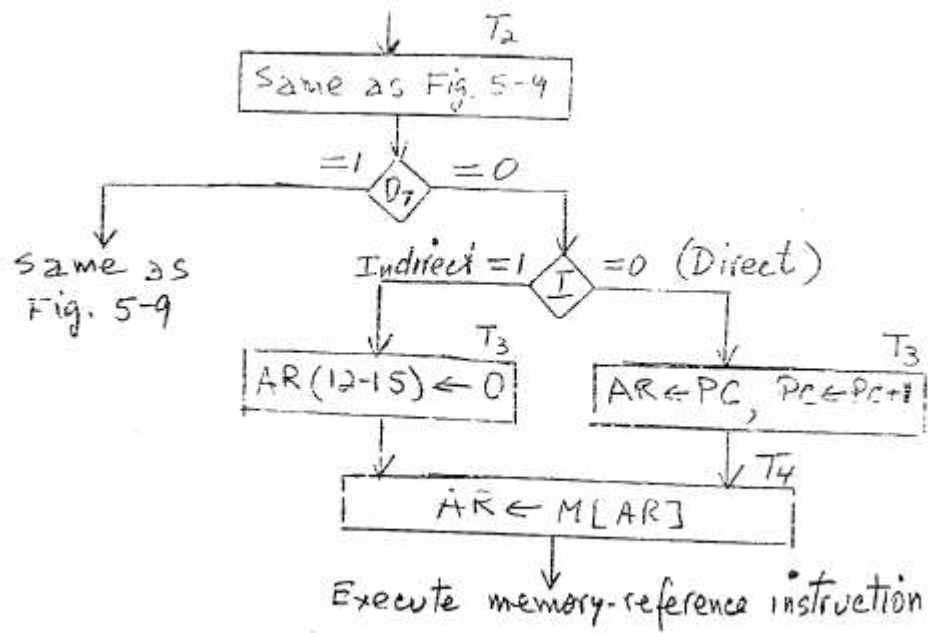 T₂
Same as Fig. 5-9
=1 D₇ =0
Same as
Fig. 5-9
Indirect =1 I =0 (Direct)
T₃
AR(12-15) ← 0
T₃
AR ← PC, PC ← PC+1
T₄
AR ← M[AR]
Execute memory-reference instruction